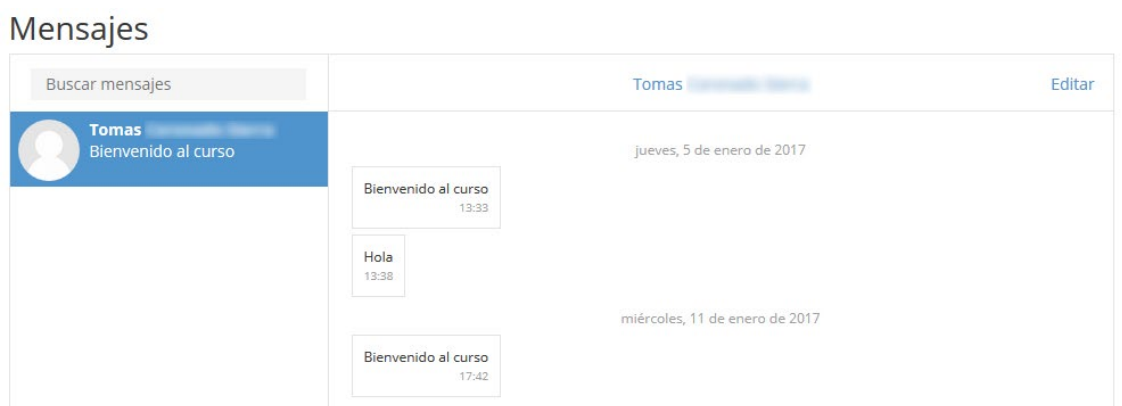 Mensajes
Buscar mensajes
Tomas
Editar
Tomas
Bienvenido al curso
jueves, 5 de enero de 2017
Bienvenido al curso
13:33
Hola
13:38
miércoles, 11 de enero de 2017
Bienvenido al curso
17:42